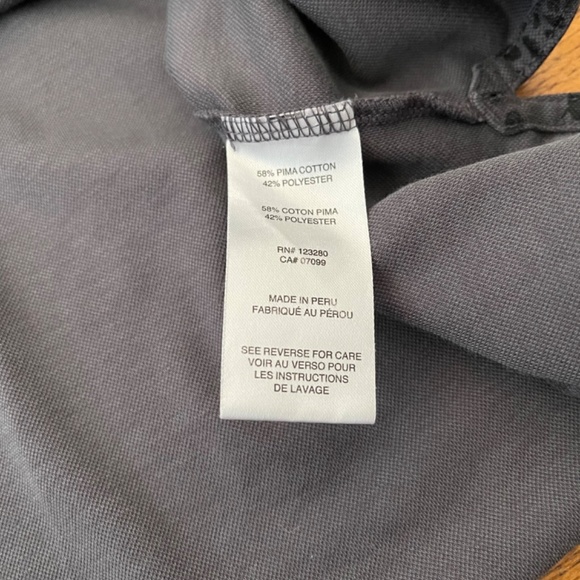 58% PIMA COTTON
42% POLYESTER
58% COTON PIMA
42% POLYESTER
RN# 123280
CA# 07099
MADE IN PERU
FABRIQUÉ AU PÉROU
SEE REVERSE FOR CARE
VOIR AU VERSO POUR
LES INSTRUCTIONS
DE LAVAGE